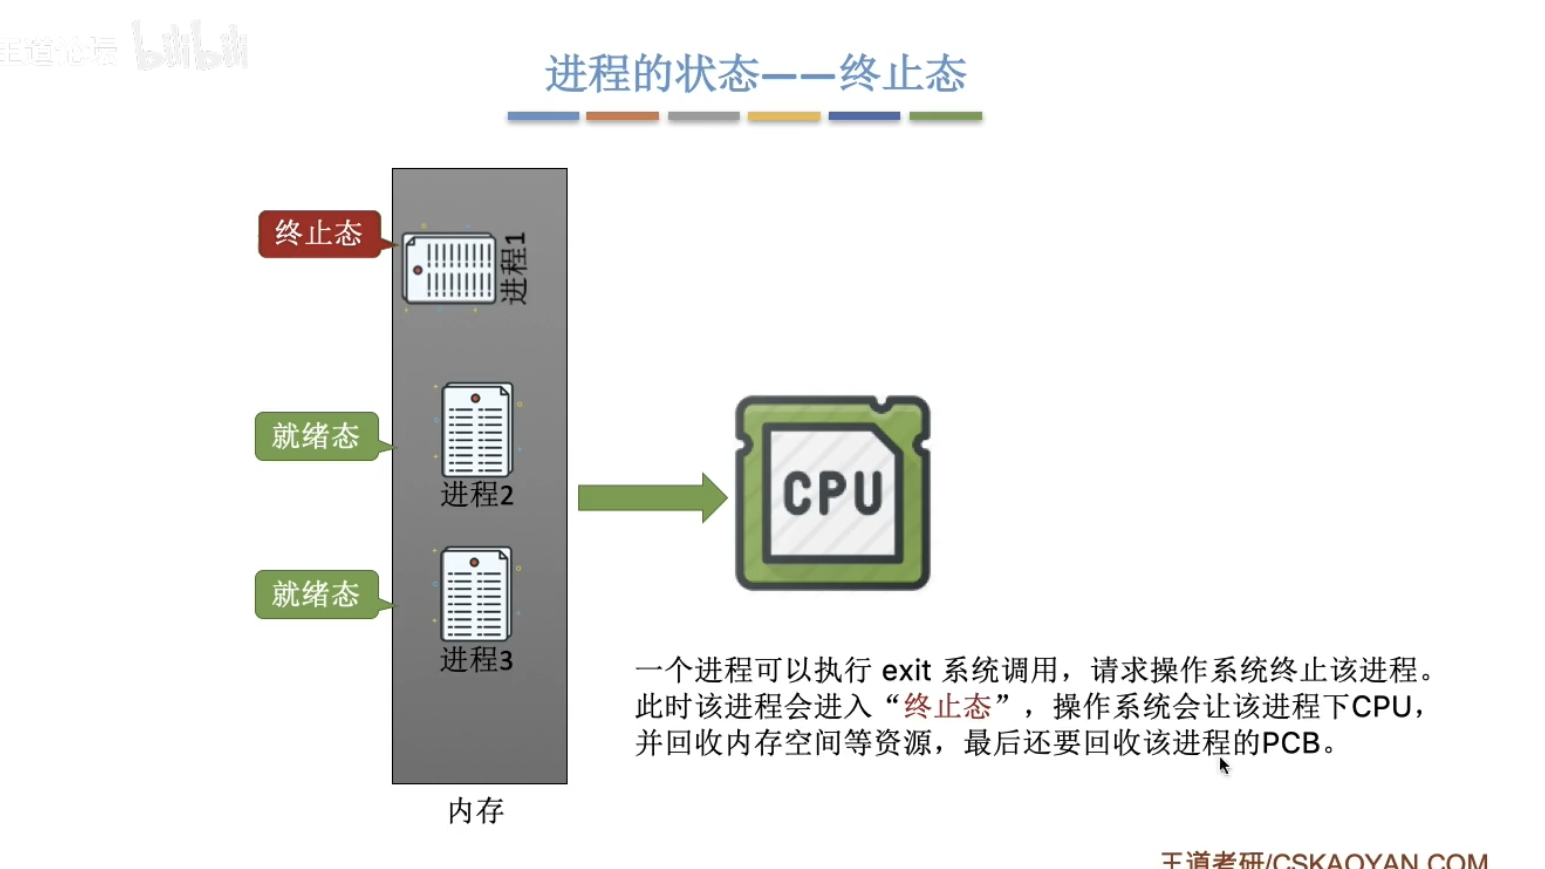 王道论坛 bilibili
进程的状态——终止态
终止态
进程1
就绪态
进程2
CPU
就绪态
进程3
一个进程可以执行 exit 系统调用，请求操作系统终止该进程。
此时该进程会进入“终止态”，操作系统会让该进程下CPU，
并回收内存空间等资源，最后还要回收该进程的PCB。
内存
王道考研/CSKAOYAN.COM